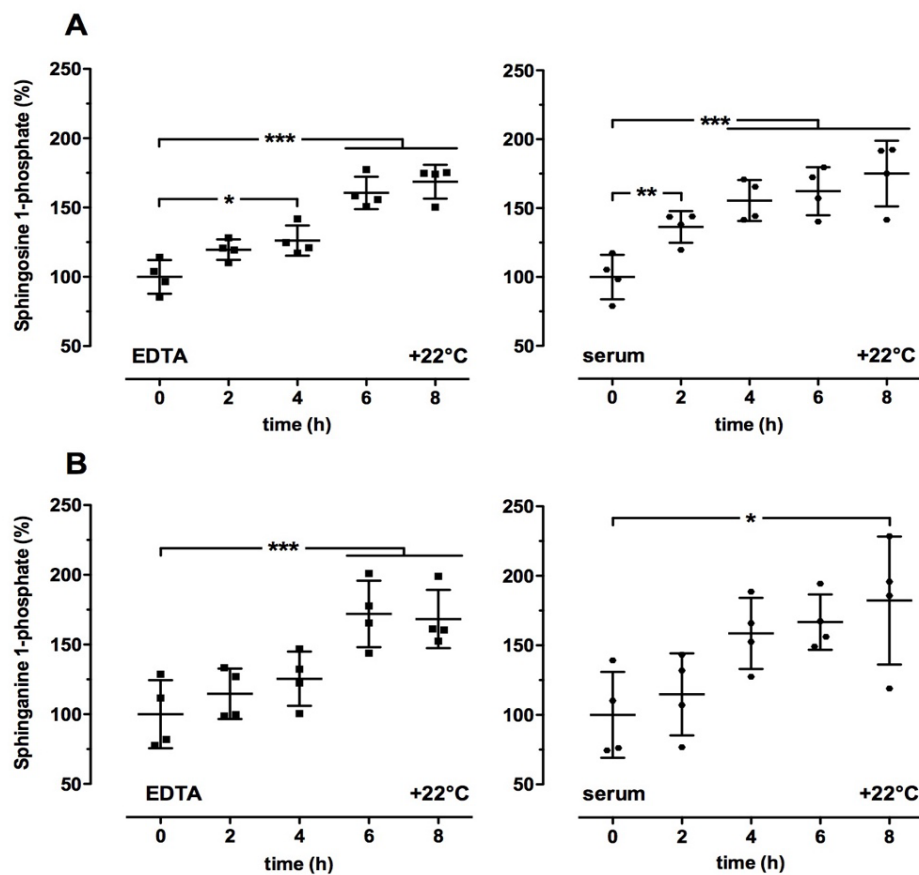 A
Sphingosine 1-phosphate (%)
250
200
150
100
50
***
*
EDTA
+22°C
0 2 4 6 8
time (h)
250
200
150
100
50
***
**
serum
+22°C
0 2 4 6 8
time (h)
B
Sphinganine 1-phosphate (%)
250
200
150
100
50
***
EDTA
+22°C
0 2 4 6 8
time (h)
250
200
150
100
50
*
serum
+22°C
0 2 4 6 8
time (h)